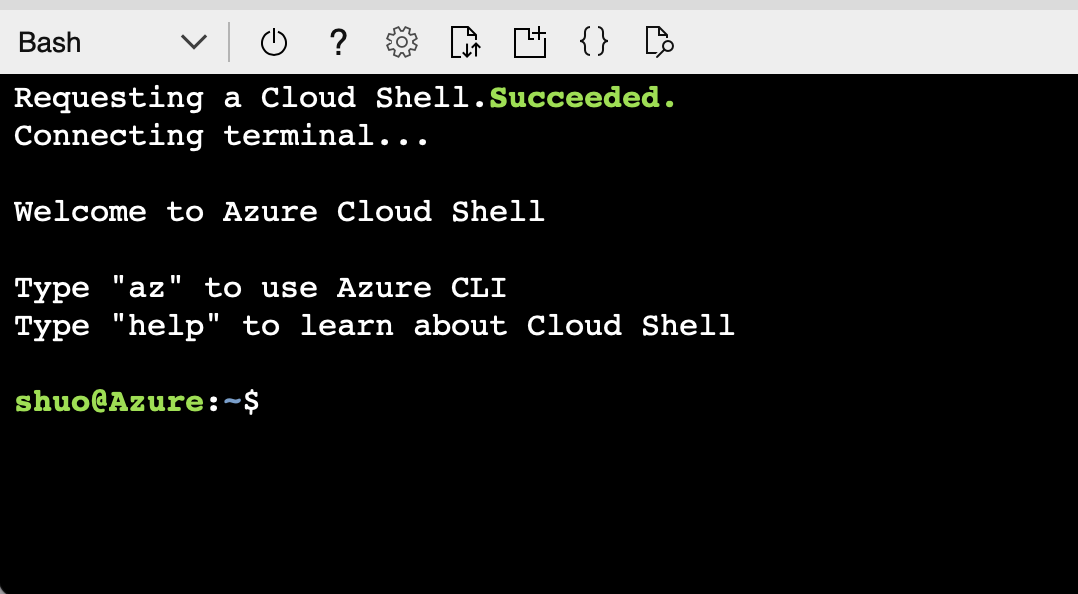 Bash
Requesting a Cloud Shell.Succeeded.
Connecting terminal...
Welcome to Azure Cloud Shell
Type "az" to use Azure CLI
Type "help" to learn about Cloud Shell
shuo@Azure:~$